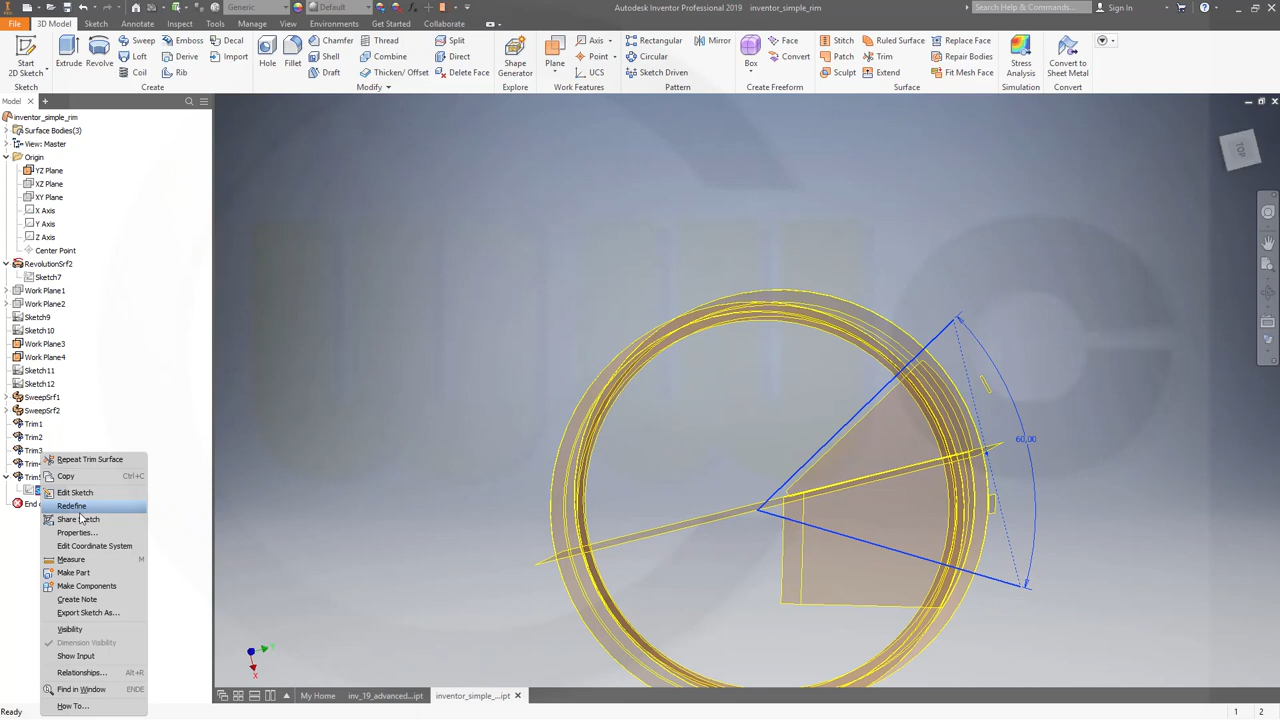 Generic
Default
Autodesk Inventor Professional 2019
inventor_simple_rim
Search Help & Commands...
Sign In
File
3D Model
Sketch
Annotate
Inspect
Tools
Manage
View
Environments
Get Started
Collaborate
Start
2D Sketch
Extrude
Revolve
Sweep
Loft
Coil
Emboss
Derive
Rib
Decal
Import
Hole
Fillet
Chamfer
Shell
Draft
Thread
Combine
Thicken/ Offset
Split
Direct
Delete Face
Shape
Generator
Plane
Axis
Point
UCS
Rectangular
Circular
Sketch Driven
Mirror
Box
Face
Convert
Stitch
Patch
Sculpt
Ruled Surface
Trim
Extend
Replace Face
Repair Bodies
Fit Mesh Face
Stress
Analysis
Convert to
Sheet Metal
Sketch
Create
Modify
Explore
Work Features
Pattern
Create Freeform
Surface
Simulation
Convert
Model
inventor_simple_rim
Surface Bodies(3)
View: Master
Origin
YZ Plane
XZ Plane
XY Plane
X Axis
Y Axis
Z Axis
Center Point
RevolutionSrf2
Sketch7
Work Plane1
Work Plane2
Sketch9
Sketch10
Work Plane3
Work Plane4
Sketch11
Sketch12
SweepSrf1
SweepSrf2
Trim1
Trim2
Trim3
Repeat Trim Surface
Copy Ctrl+C
Edit Sketch
Redefine
Share Sketch
Properties...
Edit Coordinate System
Measure M
Make Part
Make Components
Create Note
Export Sketch As...
Visibility
Dimension Visibility
Show Input
Relationships... Alt+R
Find in Window ENDE
How To...
TOP
60,00
Y
X
My Home
inv_19_advanced...ipt
inventor_simple_...ipt
Ready
1
2